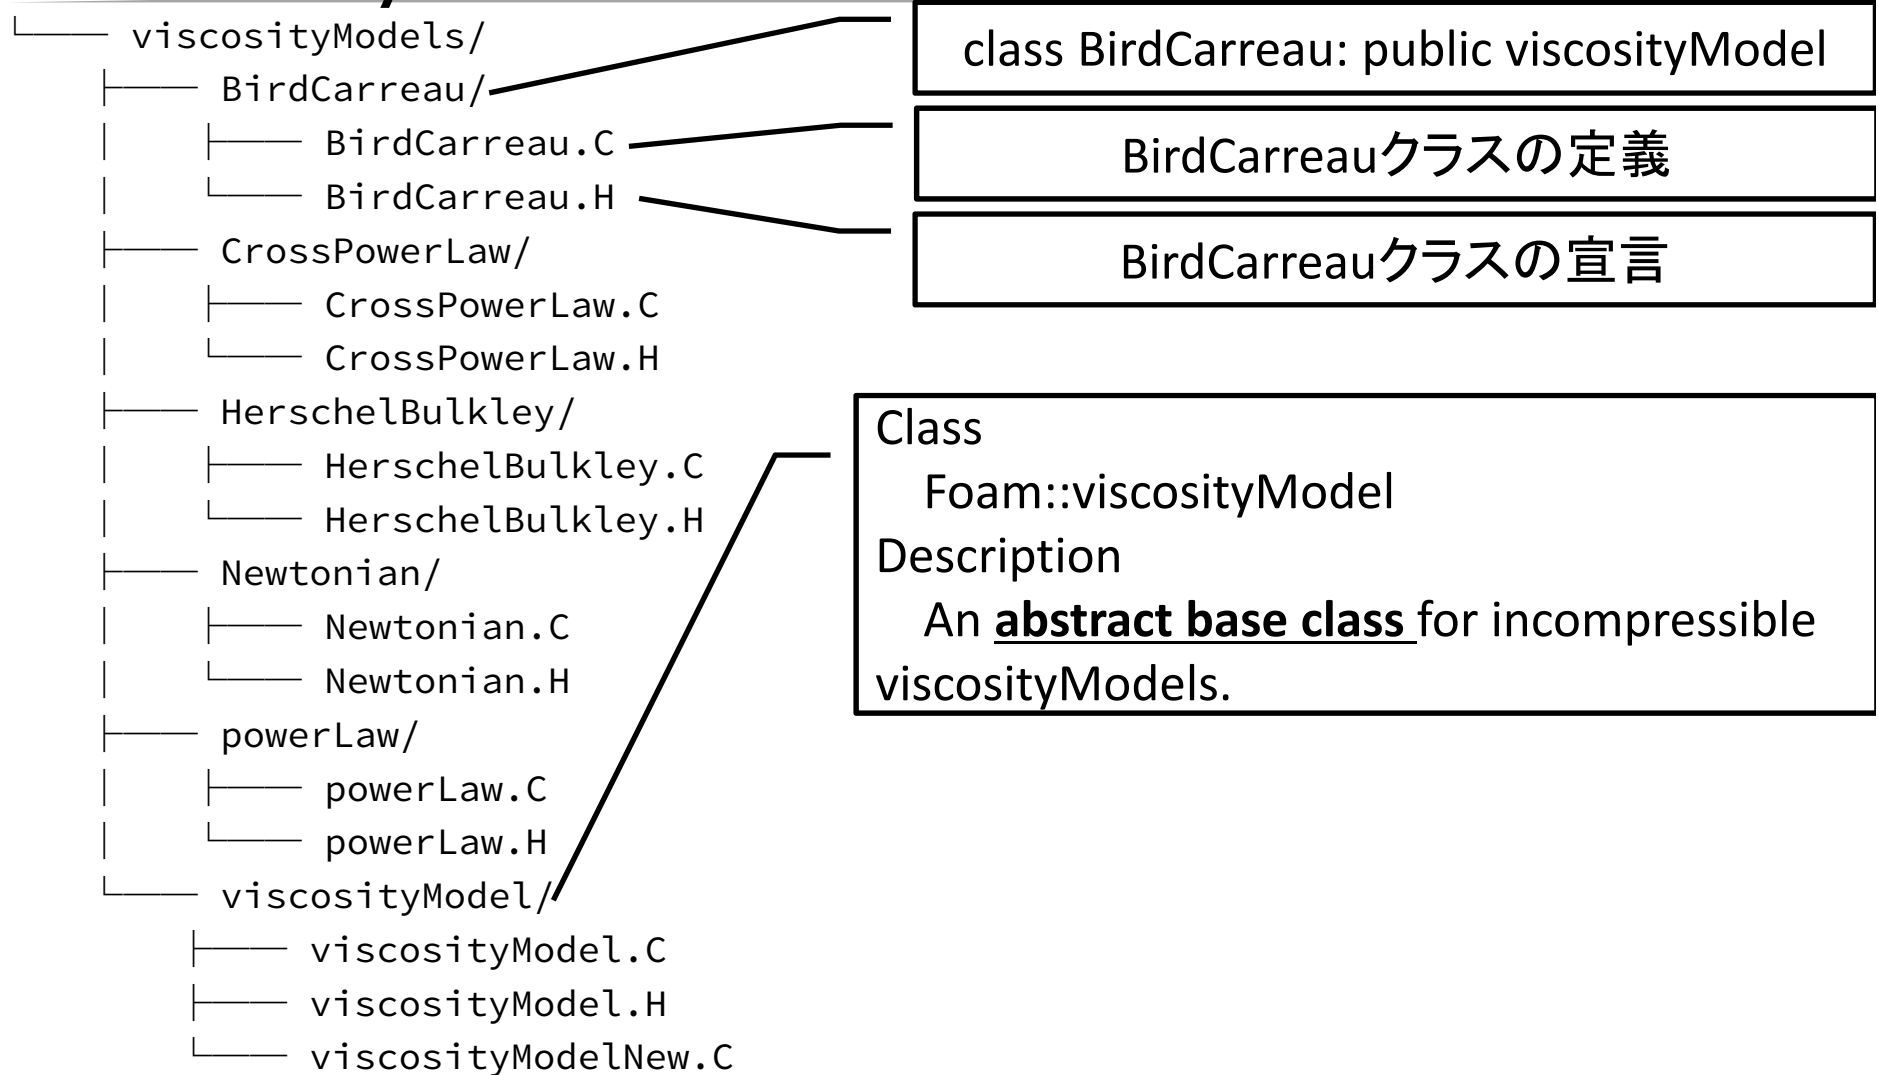 viscosityModels/
├── BirdCarreau/
│ ├── BirdCarreau.C
│ └── BirdCarreau.H
├── CrossPowerLaw/
│ ├── CrossPowerLaw.C
│ └── CrossPowerLaw.H
├── HerschelBulkley/
│ ├── HerschelBulkley.C
│ └── HerschelBulkley.H
├── Newtonian/
│ ├── Newtonian.C
│ └── Newtonian.H
├── powerLaw/
│ ├── powerLaw.C
│ └── powerLaw.H
└── viscosityModel/
├── viscosityModel.C
├── viscosityModel.H
└── viscosityModelNew.C
class BirdCarreau: public viscosityModel
BirdCarreauクラスの定義
BirdCarreauクラスの宣言
Class
Foam::viscosityModel
Description
An abstract base class for incompressible
viscosityModels.